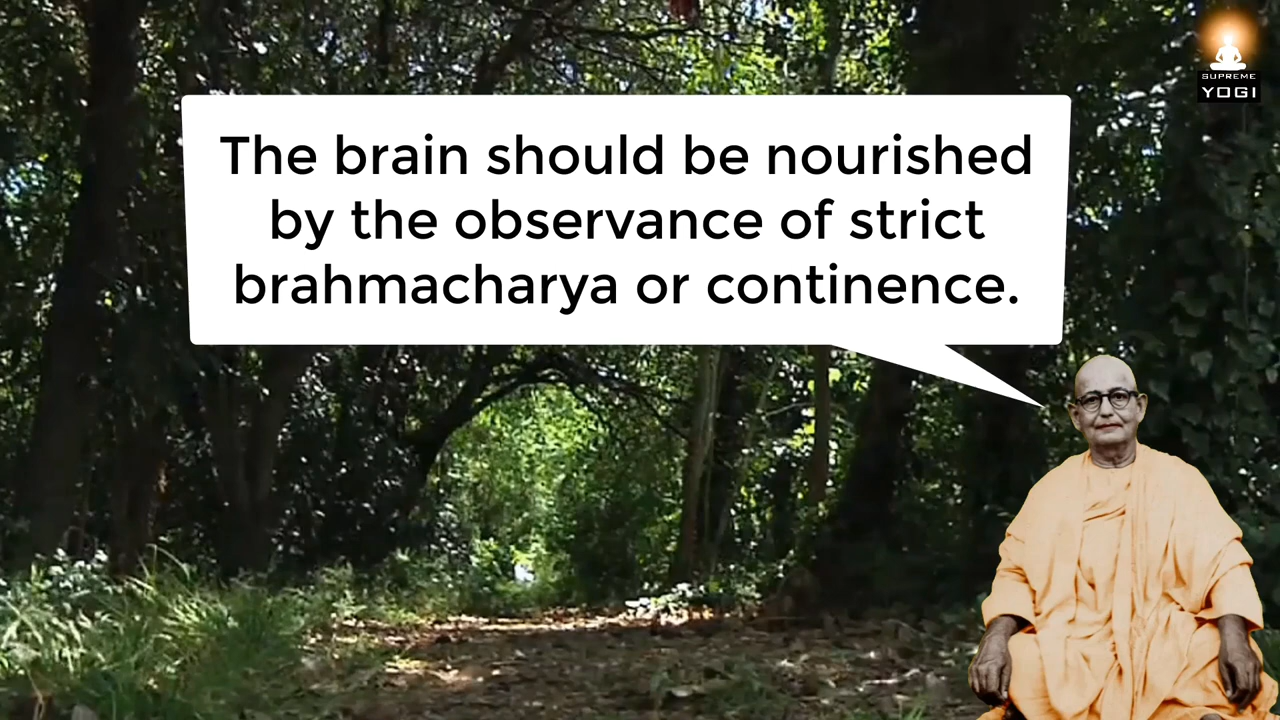 SUPREME
YOGI
The brain should be nourished
by the observance of strict
brahmacharya or continence.